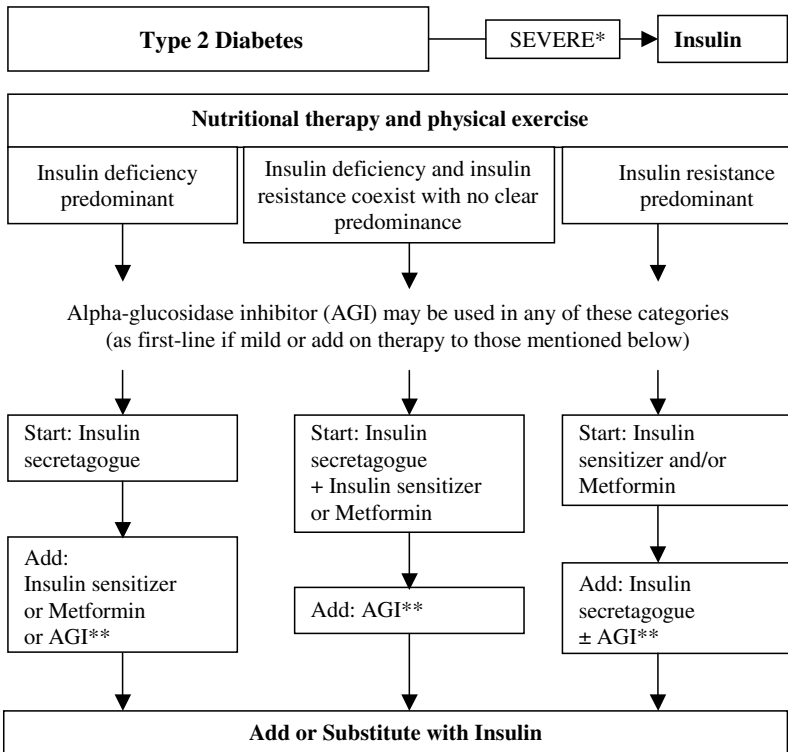 Type 2 Diabetes
SEVERE*
Insulin
Nutritional therapy and physical exercise
Insulin deficiency
predominant
Insulin deficiency and insulin
resistance coexist with no clear
predominance
Insulin resistance
predominant
Alpha-glucosidase inhibitor (AGI) may be used in any of these categories
(as first-line if mild or add on therapy to those mentioned below)
Start: Insulin
secretagogue
Start: Insulin
secretagogue
+ Insulin sensitizer
or Metformin
Start: Insulin
sensitizer and/or
Metformin
Add:
Insulin sensitizer
or Metformin
or AGI**
Add: AGI**
Add: Insulin
secretagogue
± AGI**
Add or Substitute with Insulin